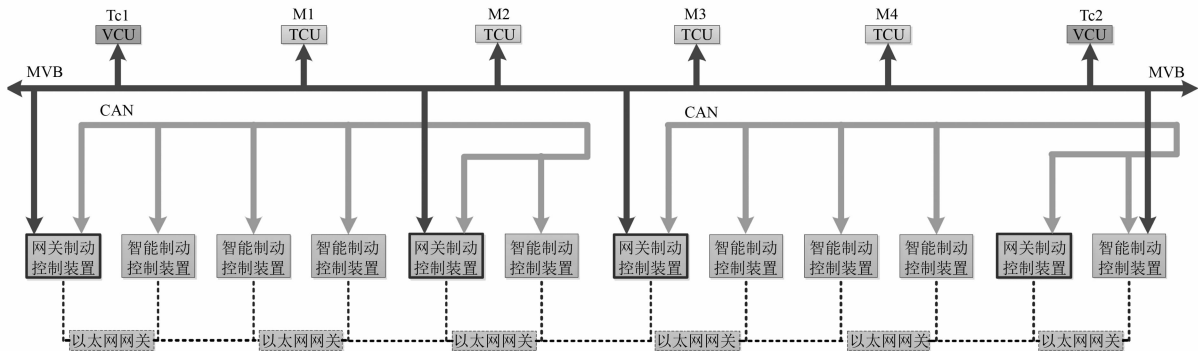 Tc1 M1 M2 M3 M4 Tc2
VCU TCU TCU TCU TCU VCU
MVB MVB
CAN CAN
网关制动 智能制动 智能制动 智能制动 网关制动 智能制动 网关制动 智能制动 智能制动 智能制动 网关制动 智能制动
控制装置 控制装置 控制装置 控制装置 控制装置 控制装置 控制装置 控制装置 控制装置 控制装置 控制装置 控制装置
以太网网关 以太网网关 以太网网关 以太网网关 以太网网关 以太网网关